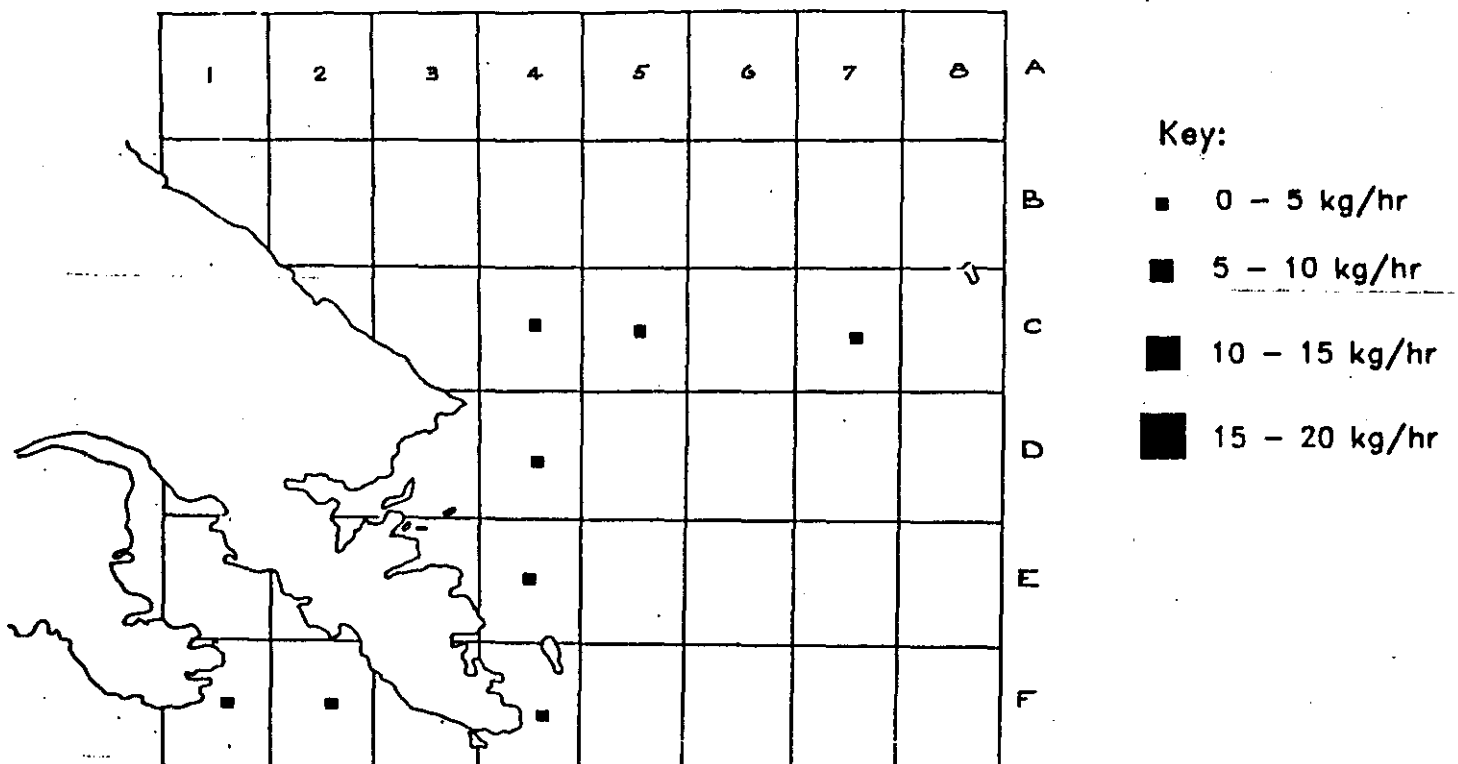 1 2 3 4 5 6 7 8 A
B
C
D
E
F
Key:
0 – 5 kg/hr
5 – 10 kg/hr
10 – 15 kg/hr
15 – 20 kg/hr